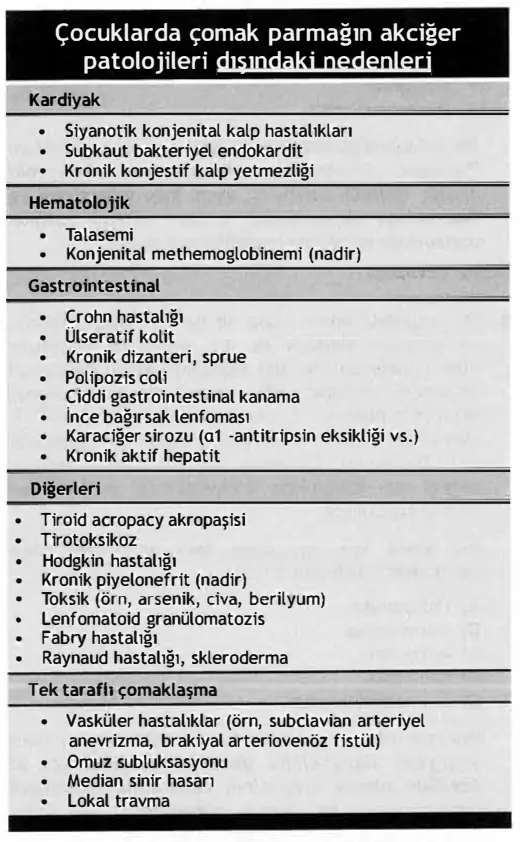 Çocuklarda çomak parmağın akciğer
patolojileri dışındaki nedenleri
Kardiyak
• Siyanotik konjenital kalp hastalıkları
• Subkaut bakteriyel endokardit
• Kronik konjestif kalp yetmezliği
Hematolojik
• Talasemi
• Konjenital methemoglobinemi (nadir)
Gastrointestinal
• Crohn hastalığı
• Ülseratif kolit
• Kronik dizanteri, sprue
• Polipozis coli
• Ciddi gastrointestinal kanama
• İnce bağırsak lenfoması
• Karaciğer sirozu (α1 -antitripsin eksikliği vs.)
• Kronik aktif hepatit
Diğerleri
• Tiroid acropacy akropaşisi
• Tirotoksikoz
• Hodgkin hastalığı
• Kronik piyelonefrit (nadir)
• Toksik (örn, arsenik, civa, berilyum)
• Lenfomatoid granülomatozis
• Fabry hastalığı
• Raynaud hastalığı, skleroderma
Tek taraflı çomaklaşma
• Vasküler hastalıklar (örn, subclavian arteriyel
anevrizma, brakiyal arteriovenöz fistül)
• Omuz subluksasyonu
• Median sinir hasarı
• Lokal travma